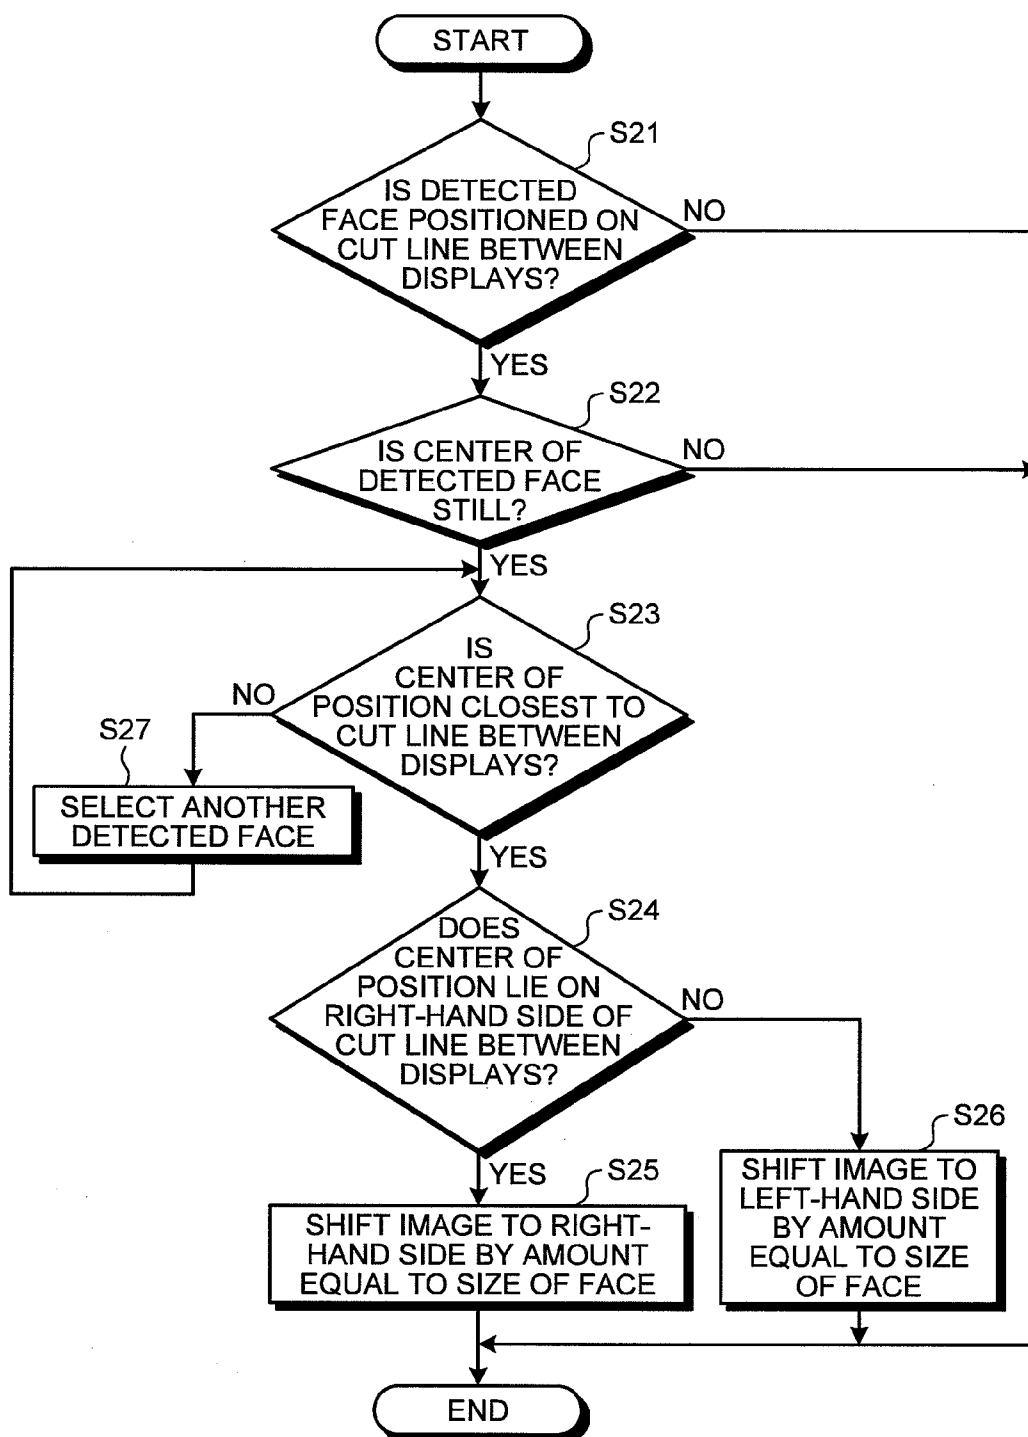 START
S21
IS DETECTED
FACE POSITIONED ON
CUT LINE BETWEEN
DISPLAYS?
NO
YES
S22
IS CENTER OF
DETECTED FACE
STILL?
NO
YES
S23
IS
CENTER OF
POSITION CLOSEST TO
CUT LINE BETWEEN
DISPLAYS?
NO
S27
SELECT ANOTHER
DETECTED FACE
YES
S24
DOES
CENTER OF
POSITION LIE ON
RIGHT-HAND SIDE OF
CUT LINE BETWEEN
DISPLAYS?
NO
YES
S25
SHIFT IMAGE TO RIGHT-
HAND SIDE BY AMOUNT
EQUAL TO SIZE OF FACE
S26
SHIFT IMAGE TO
LEFT-HAND SIDE
BY AMOUNT
EQUAL TO SIZE
OF FACE
END